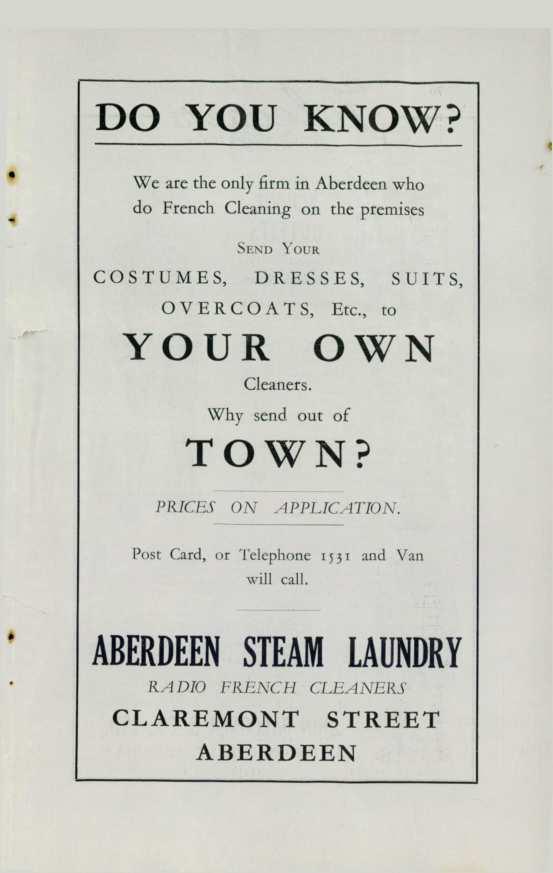 DO YOU KNOW?
We are the only firm in Aberdeen who
do French Cleaning on the premises
SEND YOUR
COSTUMES, DRESSES, SUITS,
OVERCOATS, Etc., to
YOUR OWN
Cleaners.
Why send out of
TOWN?
PRICES ON APPLICATION.
Post Card, or Telephone 1531 and Van
will call.
ABERDEEN STEAM LAUNDRY
RADIO FRENCH CLEANERS
CLAREMONT STREET
ABERDEEN